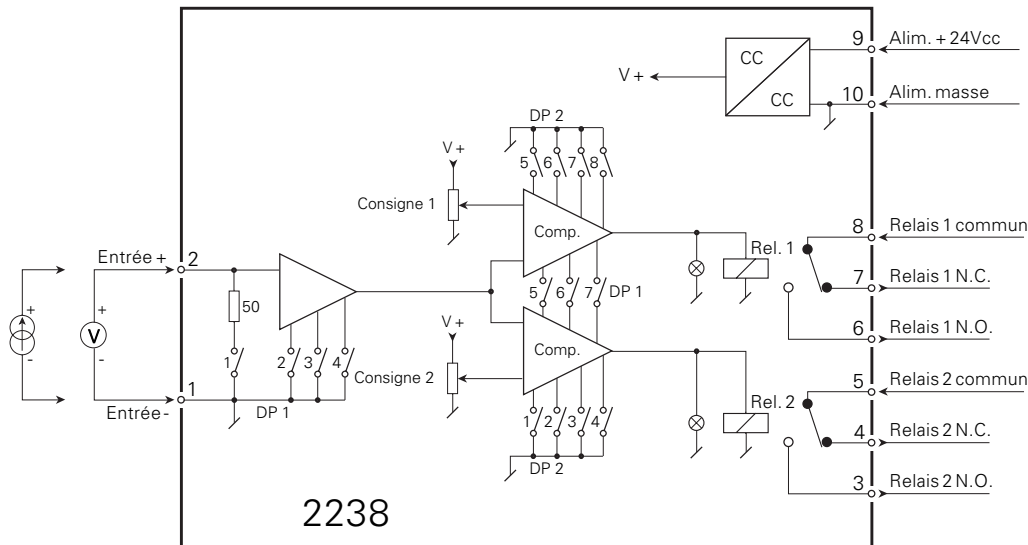 9 Alim. + 24Vcc
CC
V +
CC
10 Alim. masse
DP 2
V +
5 6 7 8
Consigne 1
Comp.
8 Relais 1 commun
Rel. 1
Entrée + 2
7 Relais 1 N.C.
5 6 7 DP 1
50
+ + V - -
6 Relais 1 N.O.
V +
Comp.
1 2 3 4
Consigne 2
5 Relais 2 commun
1
Entrée -
DP 1
Rel. 2
1 2 3 4
4 Relais 2 N.C.
DP 2
3 Relais 2 N.O.
2238